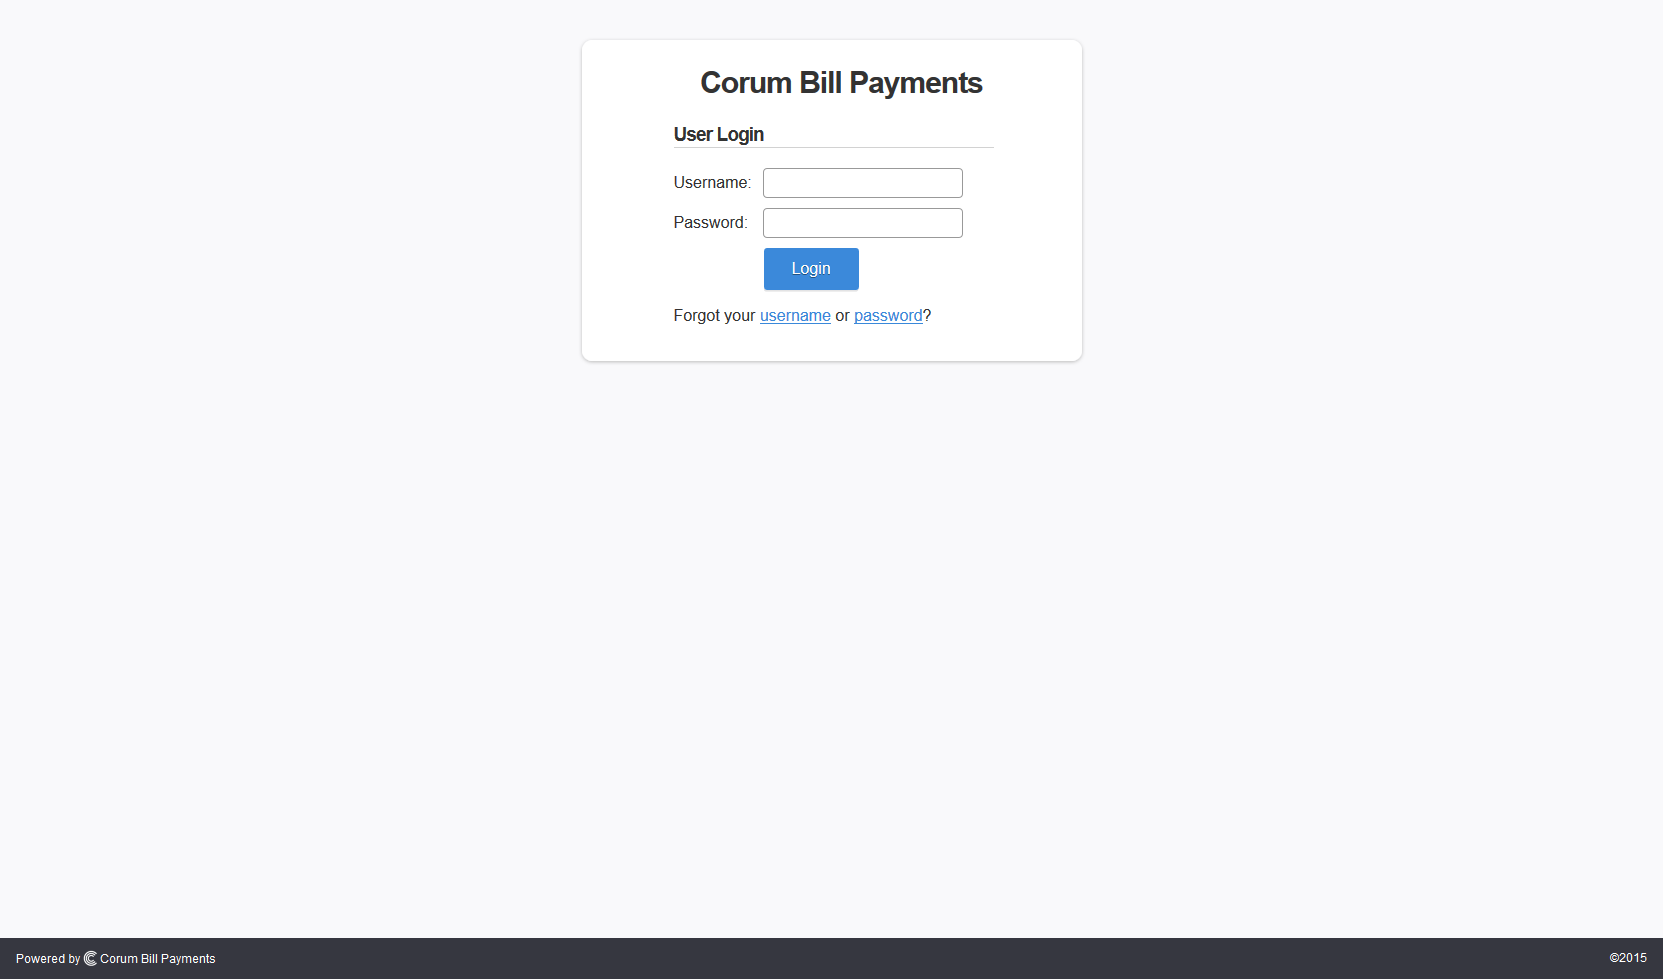 Corum Bill Payments
User Login
Username:
Password:
Login
Forgot your username or password?
Powered by Corum Bill Payments
©2015